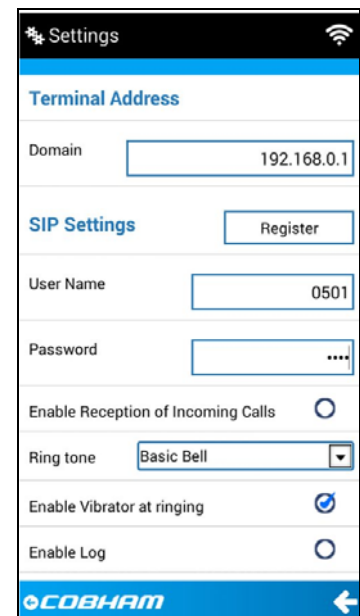 Settings
Terminal Address
Domain 192.168.0.1
SIP Settings Register
User Name 0501
Password ••••
Enable Reception of Incoming Calls
Ring tone Basic Bell
Enable Vibrator at ringing
Enable Log
COBHAM